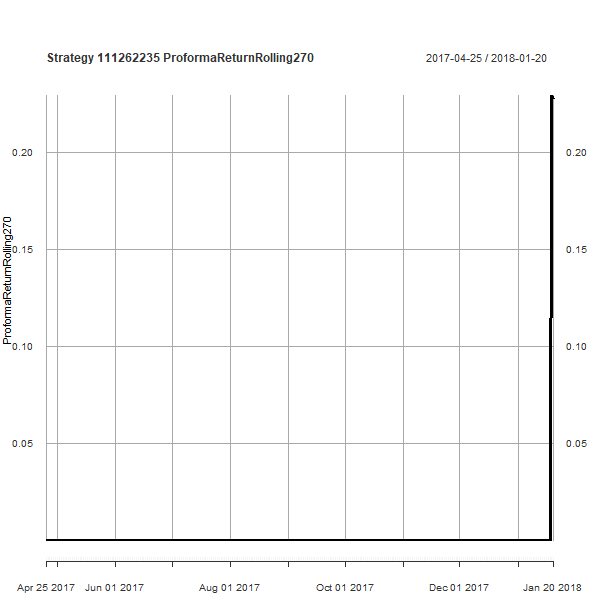 Strategy 111262235 ProformaReturnRolling270
2017-04-25 / 2018-01-20
ProformaReturnRolling270
0.20
0.20
0.15
0.15
0.10
0.10
0.05
0.05
Apr 25 2017
Jun 01 2017
Aug 01 2017
Oct 01 2017
Dec 01 2017
Jan 20 2018